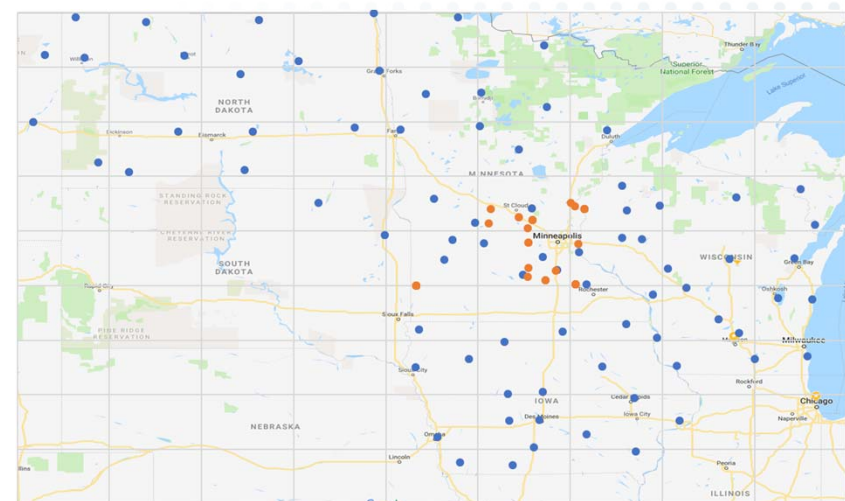 Thunder Bay
Superior
National Forest
Lake Superior
Grand Forks
NORTH
DAKOTA
Dickinson
Bismarck
Fargo
Duluth
MINNESOTA
STANDING ROCK
RESERVATION
St Cloud
CHEYENNE RIVER
RESERVATION
Minneapolis
SOUTH
DAKOTA
WISCONSIN
Green Bay
Rapid City
Rochester
Oshkosh
Sioux Falls
PINE RIDGE
RESERVATION
Milwaukee
Sioux City
Rockford
IOWA
Cedar Rapids
Chicago
Naperville
Des Moines
Iowa City
NEBRASKA
Omaha
Lincoln
Peoria
ILLINOIS